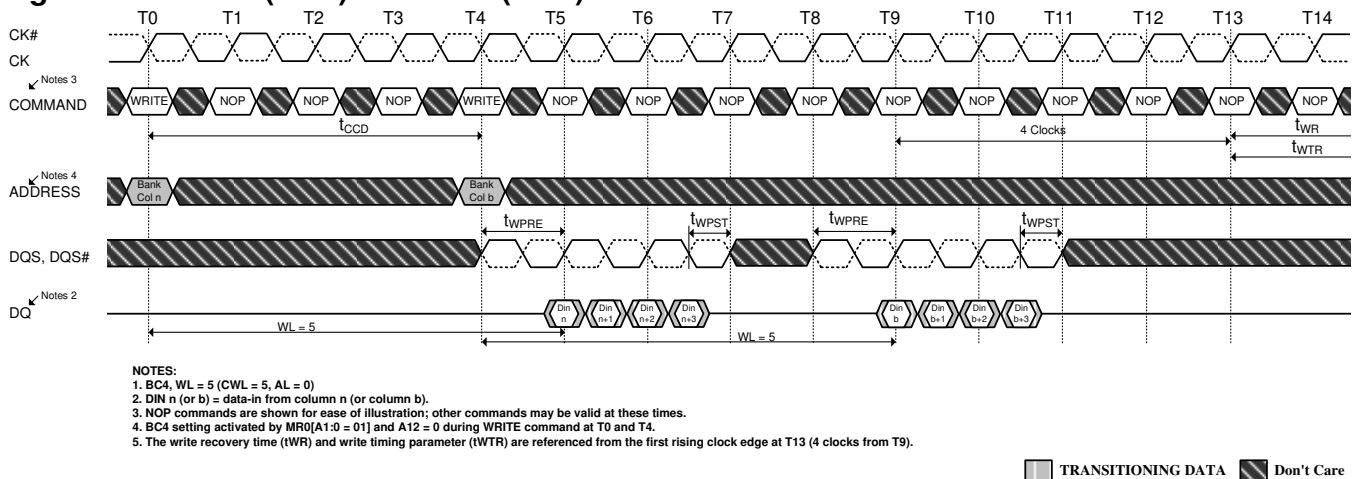 T0 T1 T2 T3 T4 T5 T6 T7 T8 T9 T10 T11 T12 T13 T14
CK#
CK
Notes 3
COMMAND WRITE NOP NOP NOP WRITE NOP NOP NOP NOP NOP NOP NOP NOP NOP NOP
tCCD 4 Clocks tWR
tWTR
Notes 4
ADDRESS
Bank Bank
Col n Col b
tWPRE tWPST tWPRE tWPST
DQS, DQS#
Notes 2
DQ
Din Din Din Din Din Din Din Din
n n+1 n+2 n+3 b b+1 b+2 b+3
WL = 5 WL = 5
NOTES:
1. BC4, WL = 5 (CWL = 5, AL = 0)
2. DIN n (or b) = data-in from column n (or column b).
3. NOP commands are shown for ease of illustration; other commands may be valid at these times.
4. BC4 setting activated by MR0[A1:0 = 01] and A12 = 0 during WRITE command at T0 and T4.
5. The write recovery time (tWR) and write timing parameter (tWTR) are referenced from the first rising clock edge at T13 (4 clocks from T9).
TRANSITIONING DATA Don't Care